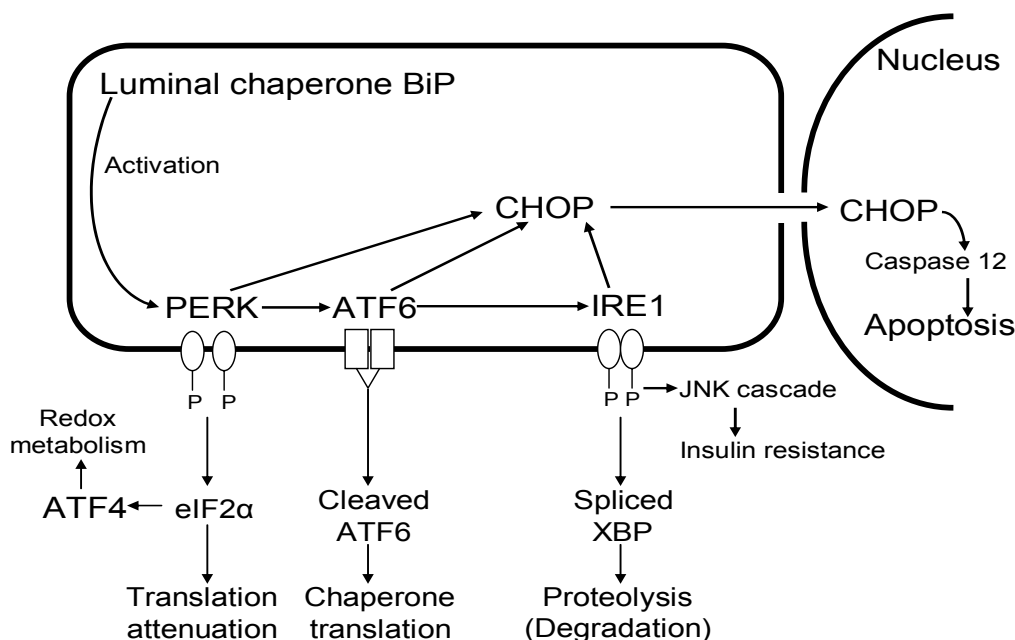 Luminal chaperone BiP
Nucleus
Activation
CHOP
CHOP
Caspase 12
Apoptosis
PERK
ATF6
IRE1
P
P
P
P
JNK cascade
Insulin resistance
Redox
metabolism
ATF4
eIF2α
Cleaved
ATF6
Spliced
XBP
Translation
attenuation
Chaperone
translation
Proteolysis
(Degradation)